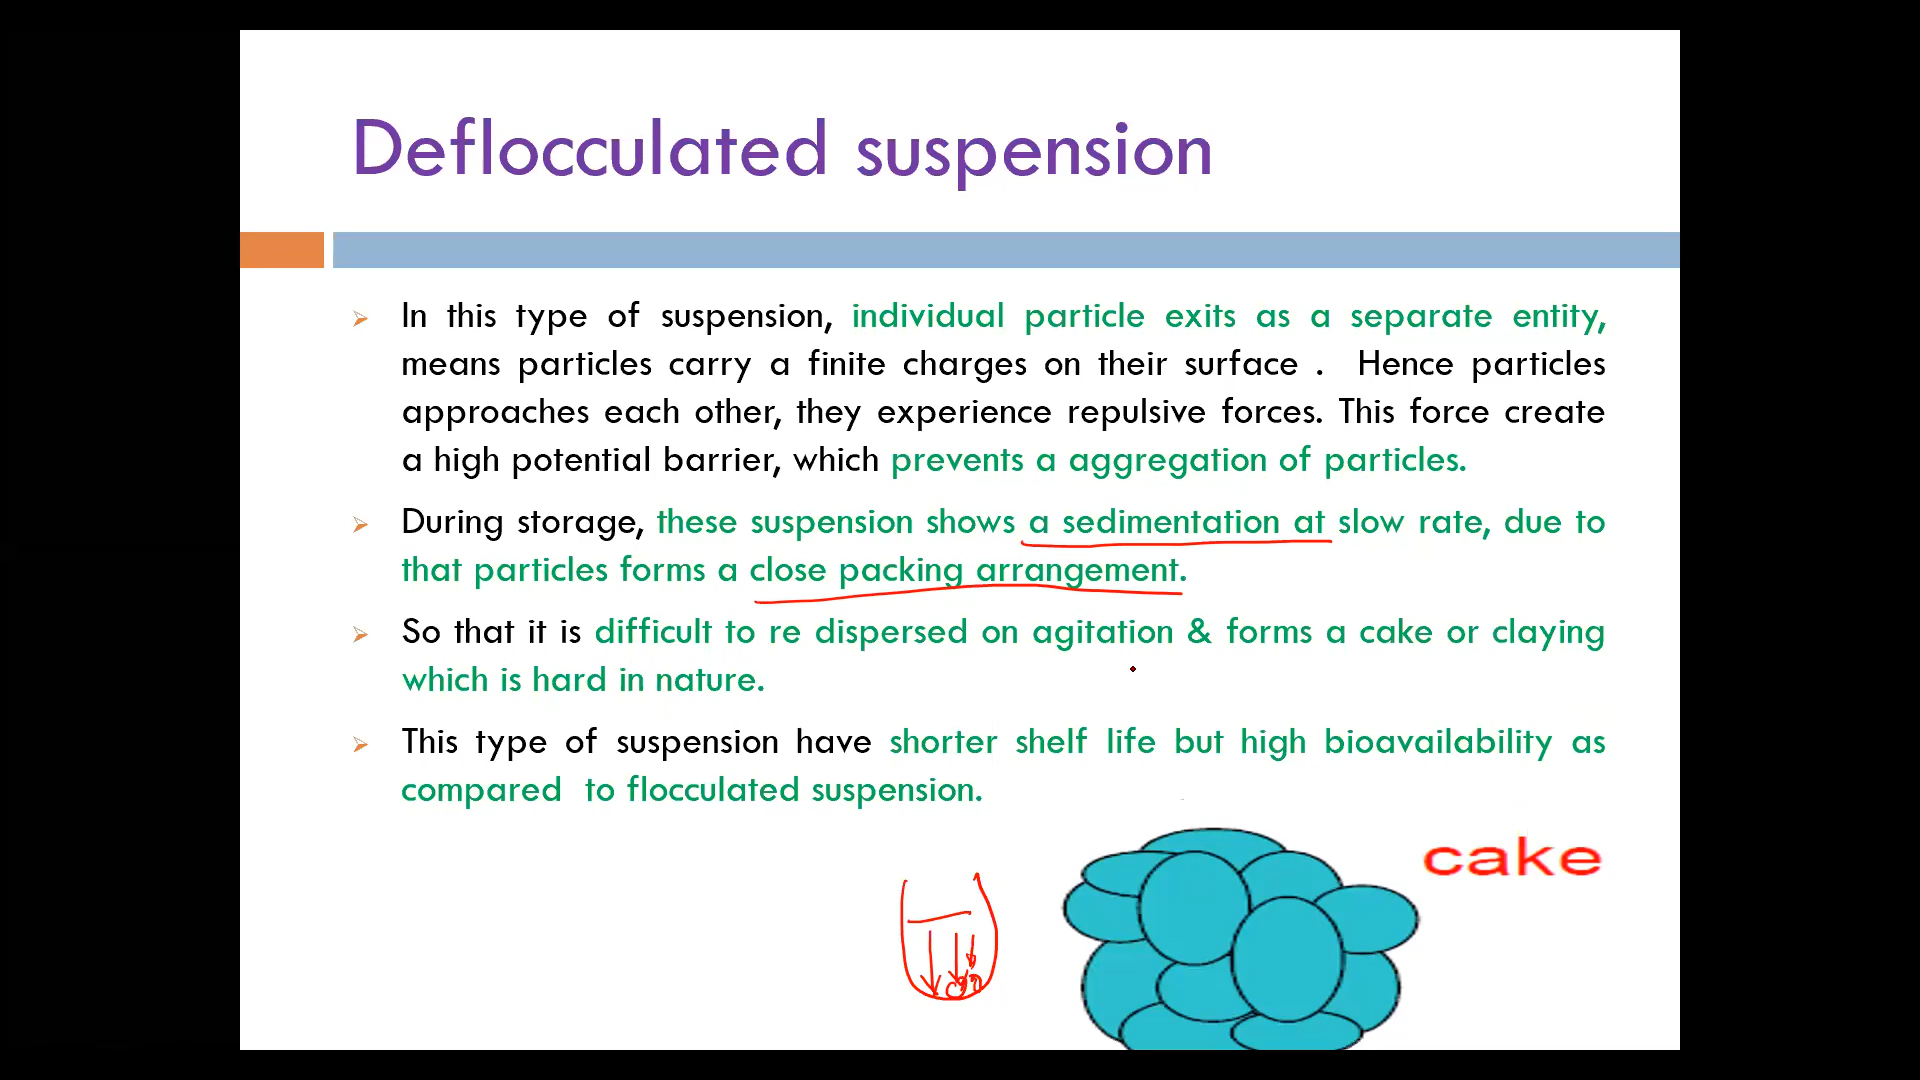 Deflocculated suspension
In this type of suspension, individual particle exits as a separate entity,
means particles carry a finite charges on their surface . Hence particles
approaches each other, they experience repulsive forces. This force create
a high potential barrier, which prevents a aggregation of particles.
During storage, these suspension shows a sedimentation at slow rate, due to
that particles forms a close packing arrangement.
So that it is difficult to re dispersed on agitation & forms a cake or claying
which is hard in nature.
This type of suspension have shorter shelf life but high bioavailability as
compared to flocculated suspension.
cake